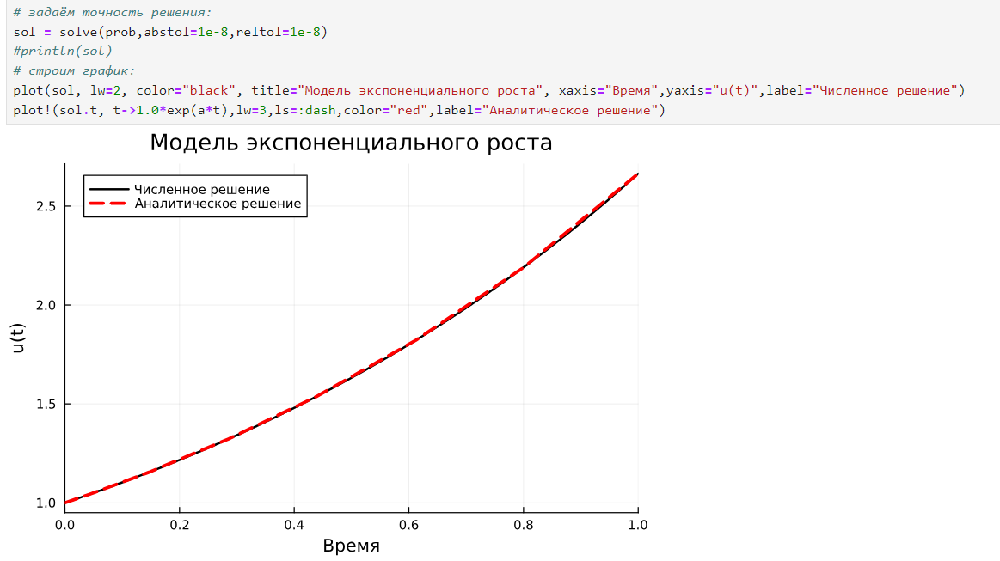 # задаём точность решения:
sol = solve(prob,abstol=1e-8,reltol=1e-8)
#println(sol)
# строим график:
plot(sol, lw=2, color="black", title="Модель экспоненциального роста", xaxis="Время",yaxis="u(t)",label="Численное решение")
plot!(sol.t, t->1.0*exp(a*t),lw=3,ls=:dash,color="red",label="Аналитическое решение")
Модель экспоненциального роста
Численное решение
Аналитическое решение
2.5
2.0
1.5
1.0
u(t)
0.0 0.2 0.4 0.6 0.8 1.0
Время